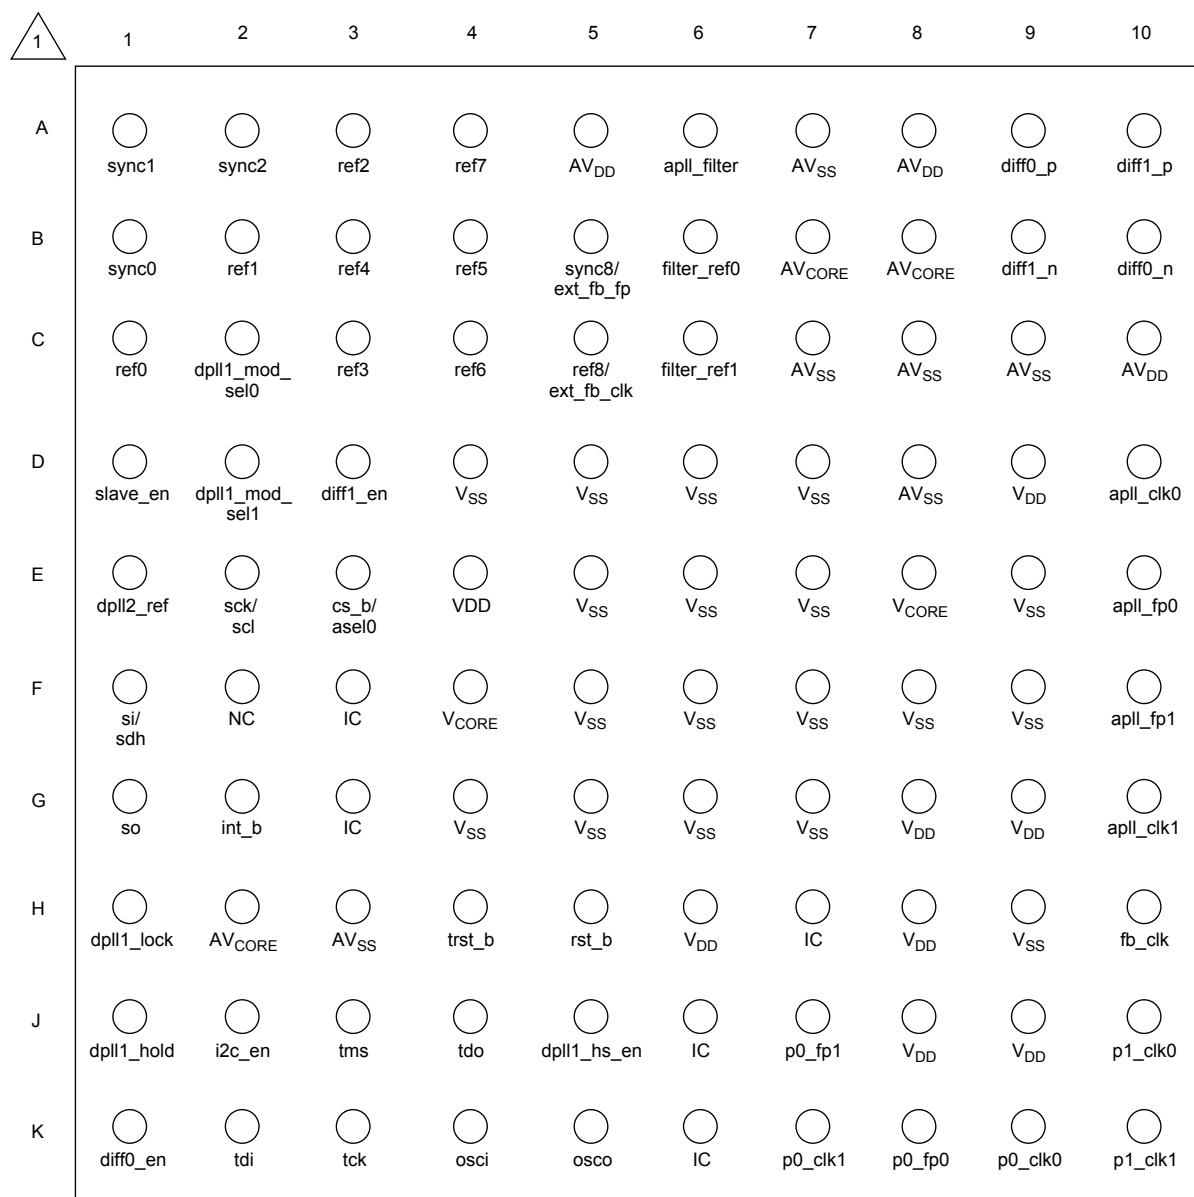 1 1 2 3 4 5 6 7 8 9 10
A
sync1 sync2 ref2 ref7 AVDD apll_filter AVSS AVDD diff0_p diff1_p
B
sync0 ref1 ref4 ref5 sync8/ filter_ref0 AVCORE AVCORE diff1_n diff0_n
ext_fb_fp
C
ref0 dpll1_mod_ ref3 ref6 ref8/ filter_ref1 AVSS AVSS AVSS AVDD
sel0 ext_fb_clk
D
slave_en dpll1_mod_ diff1_en VSS VSS VSS VSS AVSS VDD apll_clk0
sel1
E
dpll2_ref sck/ cs_b/ VDD VSS VSS VSS VCORE VSS apll_fp0
scl asel0
F
si/ NC IC VCORE VSS VSS VSS VSS VSS apll_fp1
sdh
G
so int_b IC VSS VSS VSS VSS VDD VDD apll_clk1
H
dpll1_lock AVCORE AVSS trst_b rst_b VDD IC VDD VSS fb_clk
J
dpll1_hold i2c_en tms tdo dpll1_hs_en IC p0_fp1 VDD VDD p1_clk0
K
diff0_en tdi tck osci osco IC p0_clk1 p0_fp0 p0_clk0 p1_clk1